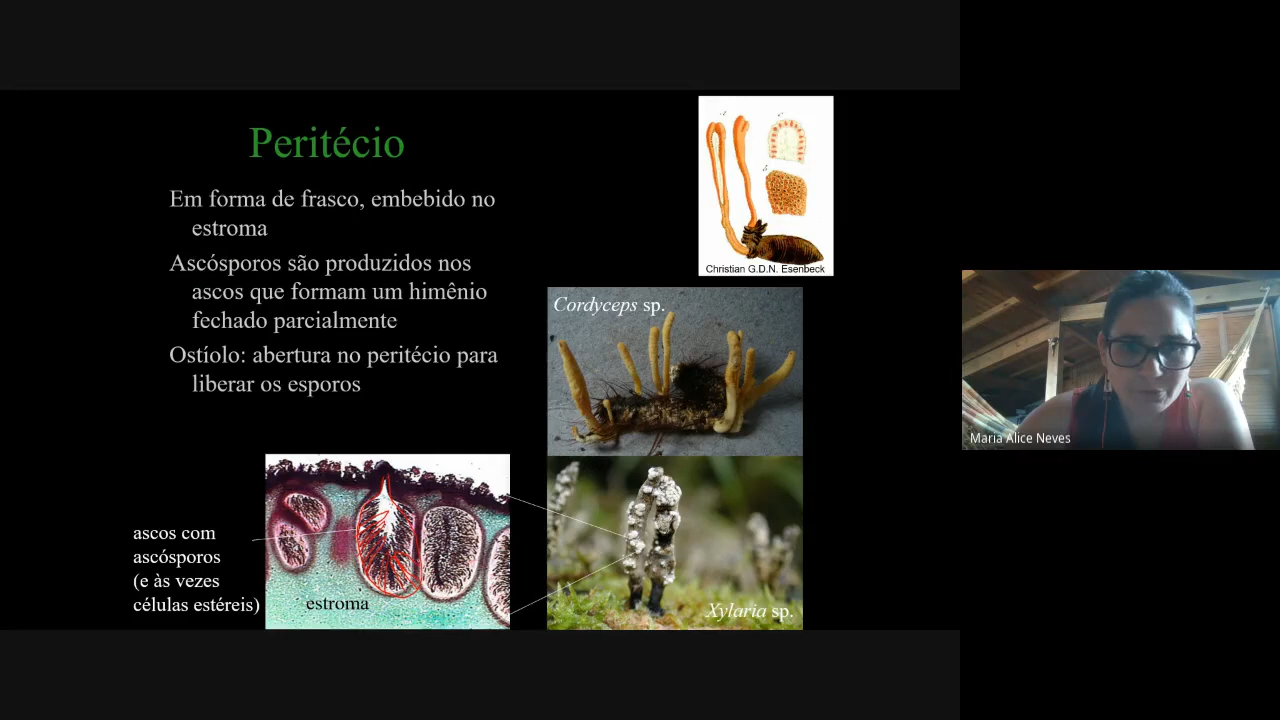 Peritécio
Em forma de frasco, embebido no
estroma
Ascósporos são produzidos nos
ascos que formam um himênio
fechado parcialmente
Ostíolo: abertura no peritécio para
liberar os esporos
Christian G.D.N. Esenbeck
Cordyceps sp.
Maria Alice Neves
ascos com
ascósporos
(e às vezes
células estéreis)
estroma
Xylaria sp.